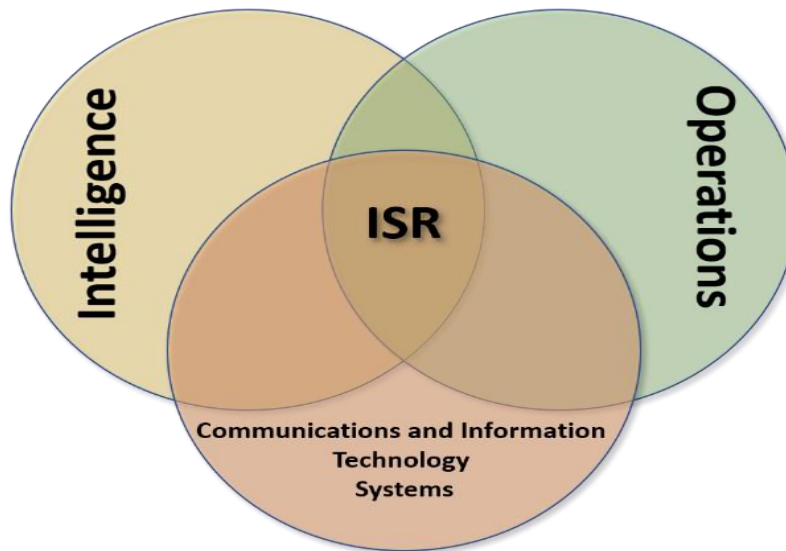 Intelligence
Operations
ISR
Communications and Information
Technology
Systems